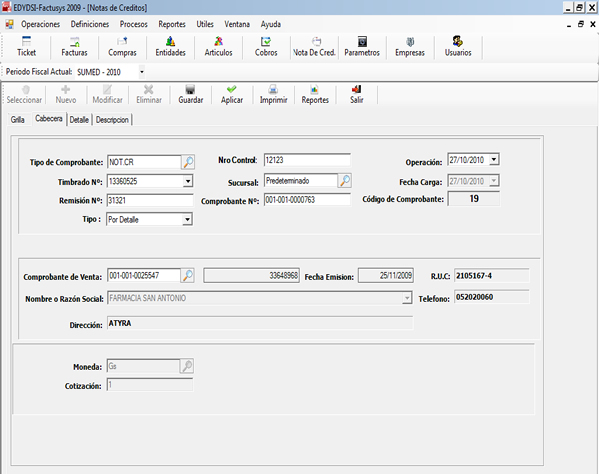 EDYDSI-Factusys 2009 - [Notas de Creditos]
Operaciones Definiciones Procesos Reportes Utiles Ventana Ayuda
Ticket Facturas Compras Entidades Articulos Cobros Nota De Cred. Parametros Empresas Usuarios
Periodo Fiscal Actual: SUMED - 2010
Seleccionar Nuevo Modificar Eliminar Guardar Aplicar Imprimir Reportes Salir
Grilla Cabecera Detalle Descripcion
Tipo de Comprobante: NOT.CR Nro Control: 12123 Operación: 27/10/2010
Timbrado Nº: 13360525 Sucursal: Predeterminado Fecha Carga: 27/10/2010
Remisión Nº: 31321 Comprobante Nº: 001-001-0000763 Código de Comprobante: 19
Tipo : Por Detalle
Comprobante de Venta: 001-001-0025547 33648968 Fecha Emision: 25/11/2009 R.U.C: 2105167-4
Nombre o Razón Social: FARMACIA SAN ANTONIO Telefono: 052020060
Dirección: ATYRA
Moneda: Gs
Cotización: 1